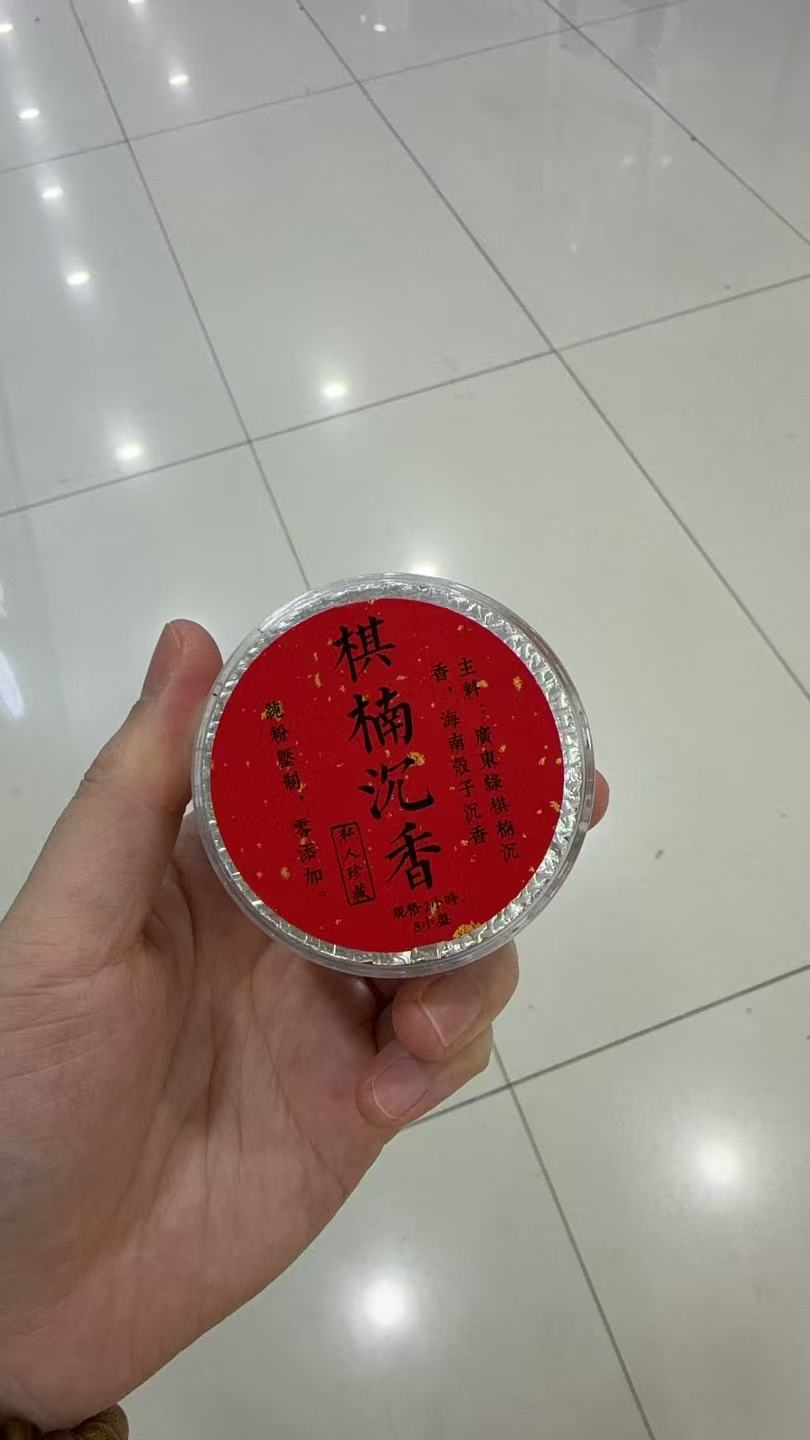 主料：廣東綠棋楠沉
香，海南殼子沉香
棋楠沉香
私人珍藏
純粉壓制，零添加。
規格2小時
8小盤